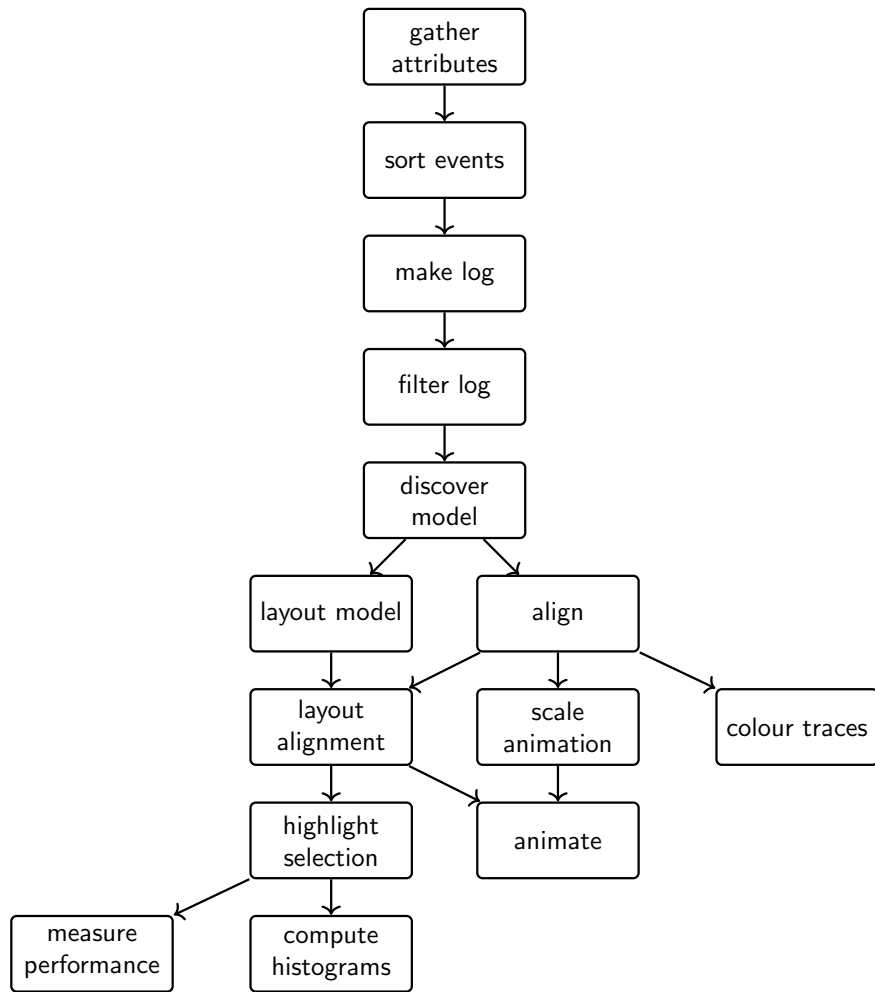 gather
attributes
sort events
make log
filter log
discover
model
layout model
align
layout
alignment
scale
animation
colour traces
highlight
selection
animate
measure
performance
compute
histograms